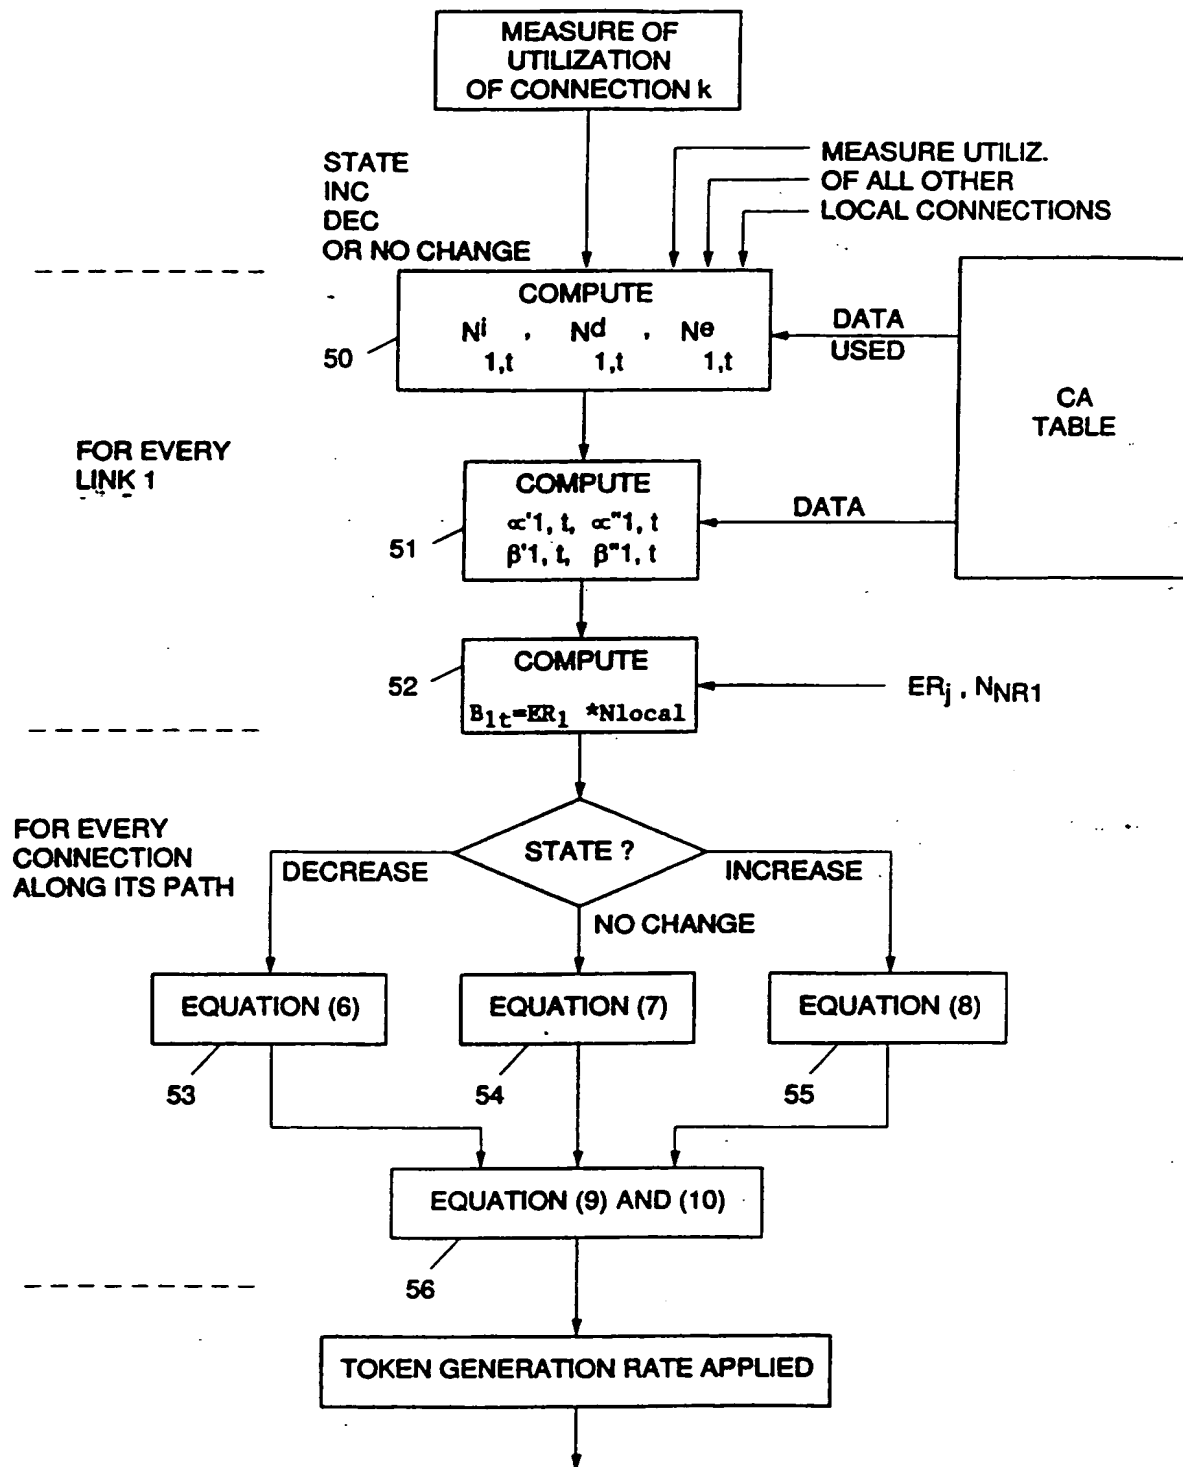 MEASURE OF
UTILIZATION
OF CONNECTION k
STATE
INC
DEC
OR NO CHANGE
MEASURE UTILIZ.
OF ALL OTHER
LOCAL CONNECTIONS
COMPUTE
Nⁱ , Nᵈ , Nᵉ
1,t 1,t 1,t
50
DATA
USED
CA
TABLE
FOR EVERY
LINK 1
COMPUTE
∝'1, t, ∝"1, t
β'1, t, β"1, t
51
DATA
COMPUTE
B1t=ER1 *Nlocal
52
ERj , NNR1
FOR EVERY
CONNECTION
ALONG ITS PATH
STATE ?
DECREASE
INCREASE
NO CHANGE
EQUATION (6)
EQUATION (7)
EQUATION (8)
53
54
55
EQUATION (9) AND (10)
56
TOKEN GENERATION RATE APPLIED